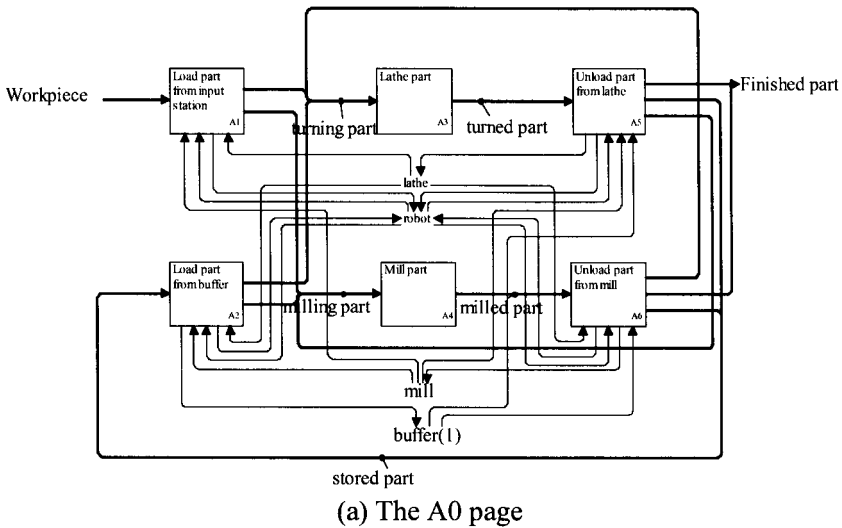 Workpiece
Load part
from input
station
A1
Lathe part
A3
Unload part
from lathe
A5
Finished part
turning part
turned part
lathe
robot
Load part
from buffer
A2
Mill part
A4
Unload part
from mill
A6
milling part
milled part
mill
buffer(1)
stored part
(a) The A0 page